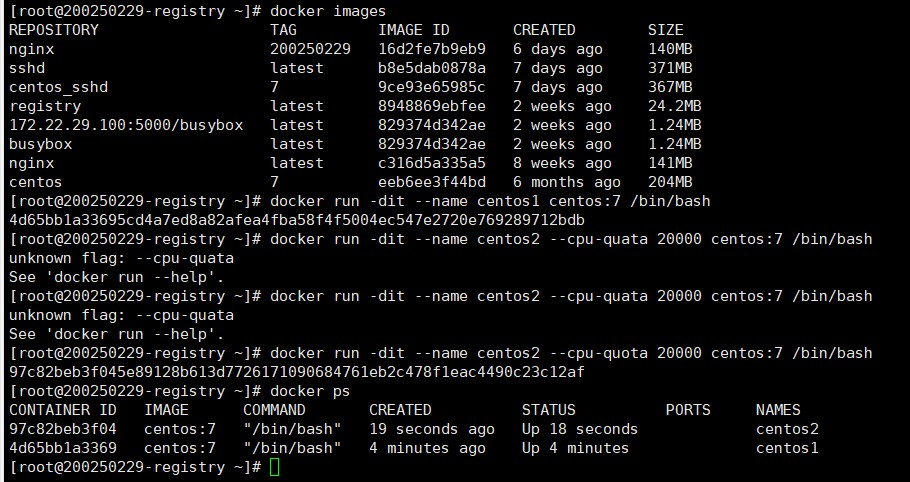 [root@200250229-registry ~]# docker images
REPOSITORY TAG IMAGE ID CREATED SIZE
nginx 200250229 16d2fe7b9eb9 6 days ago 140MB
sshd latest b8e5dab0878a 7 days ago 371MB
centos_sshd 7 9ce93e65985c 7 days ago 367MB
registry latest 8948869ebfee 2 weeks ago 24.2MB
172.22.29.100:5000/busybox latest 829374d342ae 2 weeks ago 1.24MB
busybox latest 829374d342ae 2 weeks ago 1.24MB
nginx latest c316d5a335a5 8 weeks ago 141MB
centos 7 eeb6ee3f44bd 6 months ago 204MB
[root@200250229-registry ~]# docker run -dit --name centos1 centos:7 /bin/bash
4d65bb1a33695cd4a7ed8a82afea4fba58f4f5004ec547e2720e769289712bdb
[root@200250229-registry ~]# docker run -dit --name centos2 --cpu-quata 20000 centos:7 /bin/bash
unknown flag: --cpu-quata
See 'docker run --help'.
[root@200250229-registry ~]# docker run -dit --name centos2 --cpu-quata 20000 centos:7 /bin/bash
unknown flag: --cpu-quata
See 'docker run --help'.
[root@200250229-registry ~]# docker run -dit --name centos2 --cpu-quota 20000 centos:7 /bin/bash
97c82beb3f045e89128b613d7726171090684761eb2c478f1eac4490c23c12af
[root@200250229-registry ~]# docker ps
CONTAINER ID IMAGE COMMAND CREATED STATUS PORTS NAMES
97c82beb3f04 centos:7 "/bin/bash" 19 seconds ago Up 18 seconds centos2
4d65bb1a3369 centos:7 "/bin/bash" 4 minutes ago Up 4 minutes centos1
[root@200250229-registry ~]#